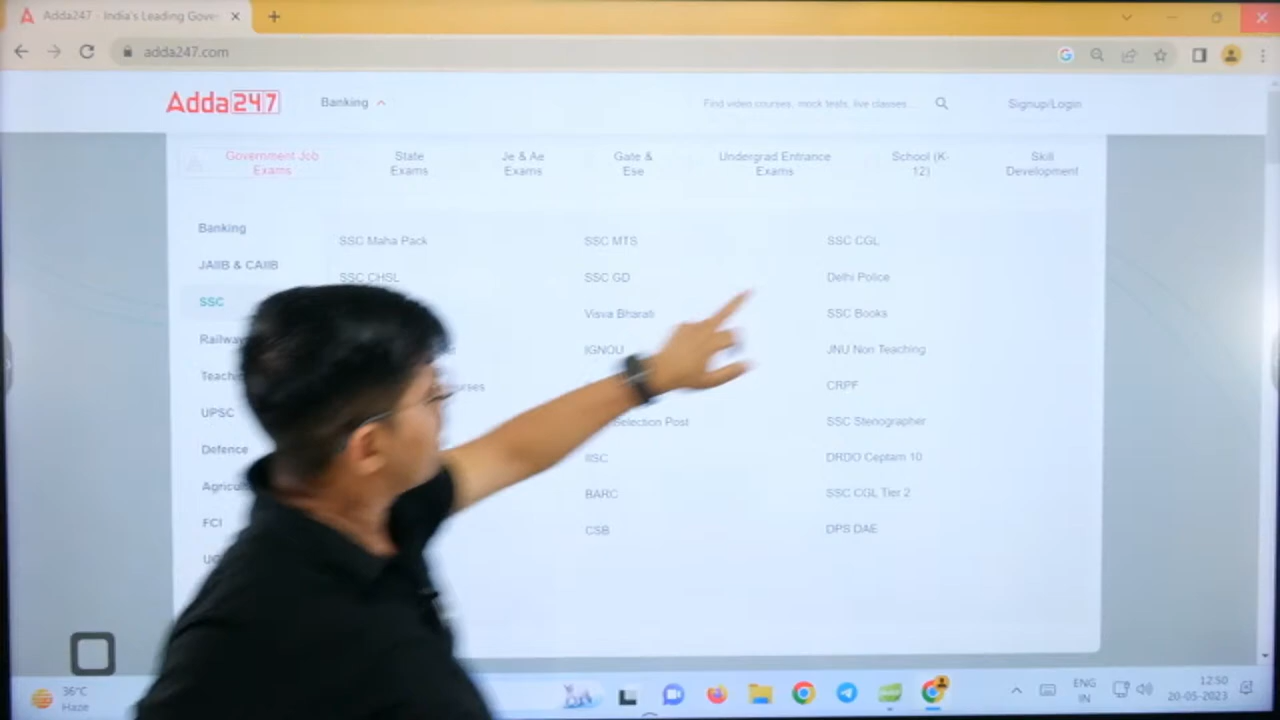 Adda247 - India's Leading Gove
adda247.com
Adda247
Banking
Find video courses, mock tests, live classes...
Signup/Login
Government Job Exams
State Exams
Je & Ae Exams
Gate & Ese
Undergrad Entrance Exams
School (K-12)
Skill Development
Banking
JAIIB & CAIIB
SSC
Railway
Teachi
UPSC
Defence
Agricul
FCI
SSC Maha Pack
SSC MTS
SSC CGL
SSC CHSL
SSC GD
Delhi Police
Visva Bharati
SSC Books
IGNOU
JNU Non Teaching
ourses
CRPF
Selection Post
SSC Stenographer
IISC
DRDO Ceptam 10
BARC
SSC CGL Tier 2
CSB
DPS DAE
36°C
Haze
ENG
IN
12:50
20-05-2023